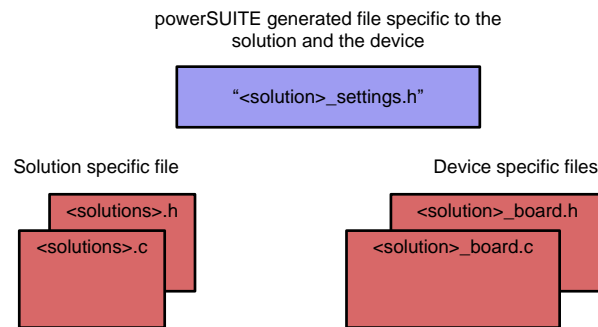 powerSUITE generated file specific to the
solution and the device
“<solution>_settings.h”
Solution specific file
<solutions>.h
<solutions>.c
Device specific files
<solution>_board.h
<solution>_board.c